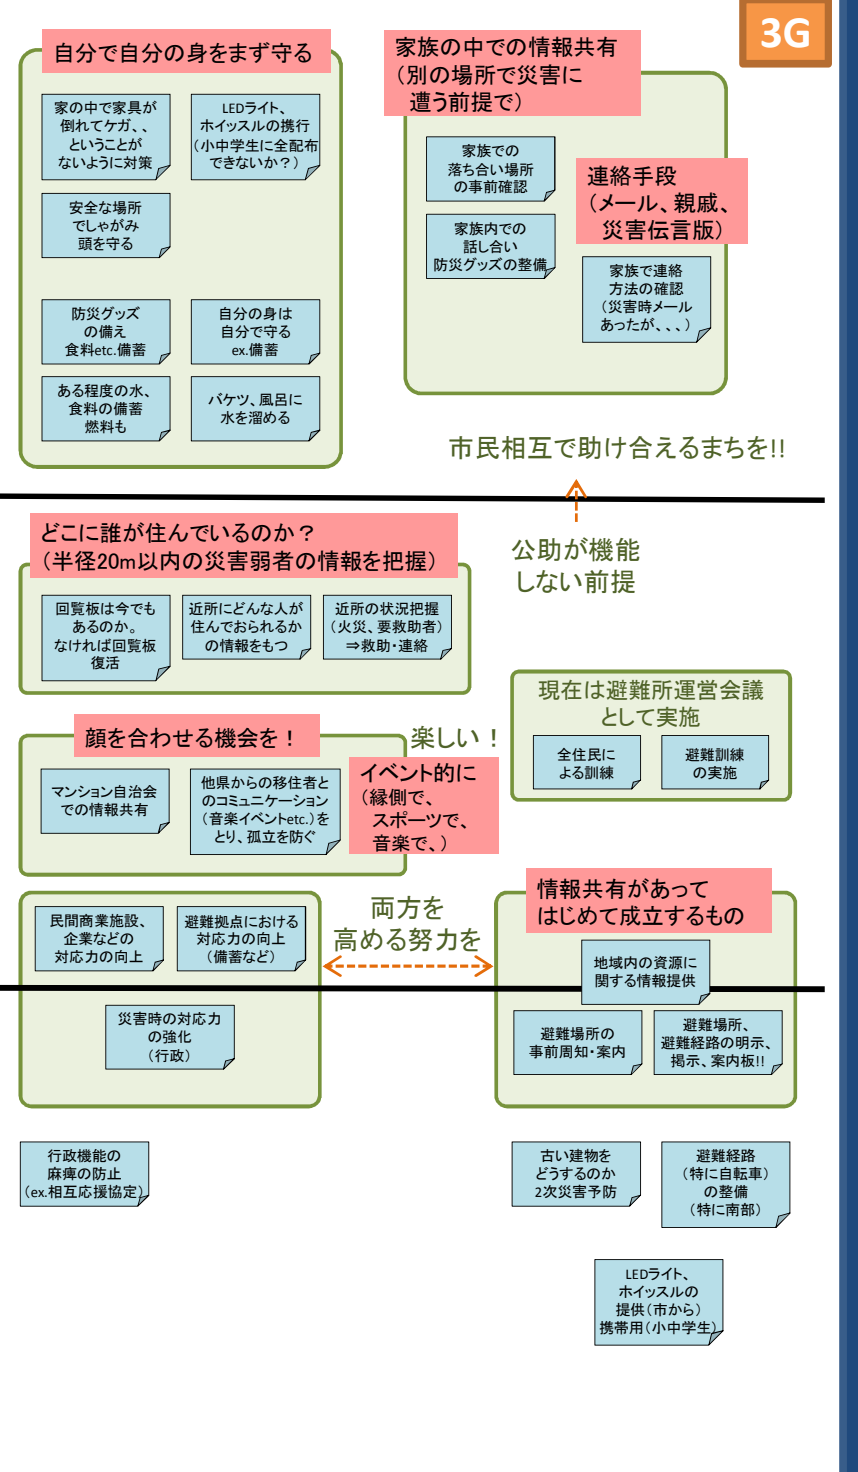 3G
自分で自分の身をまず守る
家の中で家具が
倒れてケガ、、
ということが
ないように対策
LEDライト、
ホイッスルの携行
（小中学生に全配布
できないか？）
安全な場所
でしゃがみ
頭を守る
防災グッズ
の備え
食料etc.備蓄
自分の身は
自分で守る
ex.備蓄
ある程度の水、
食料の備蓄
燃料も
バケツ、風呂に
水を溜める
家族の中での情報共有
（別の場所で災害に
遭う前提で）
家族での
落ち合い場所
の事前確認
家族内での
話し合い
防災グッズの整備
連絡手段
（メール、親戚、
災害伝言版）
家族で連絡
方法の確認
（災害時メール
あったが、、、）
市民相互で助け合えるまちを!!
公助が機能
しない前提
どこに誰が住んでいるのか？
（半径20m以内の災害弱者の情報を把握）
回覧板は今でも
あるのか。
なければ回覧板
復活
近所にどんな人が
住んでおられるか
の情報をもつ
近所の状況把握
（火災、要救助者）
⇒救助・連絡
現在は避難所運営会議
として実施
全住民に
よる訓練
避難訓練
の実施
顔を合わせる機会を！
楽しい！
イベント的に
（縁側で、
スポーツで、
音楽で、）
マンション自治会
での情報共有
他県からの移住者と
のコミュニケーション
（音楽イベントetc.）を
とり、孤立を防ぐ
民間商業施設、
企業などの
対応力の向上
避難拠点における
対応力の向上
（備蓄など）
災害時の対応力
の強化
（行政）
両方を
高める努力を
情報共有があって
はじめて成立するもの
地域内の資源に
関する情報提供
避難場所の
事前周知・案内
避難場所、
避難経路の明示、
掲示、案内板!!
行政機能の
麻痺の防止
（ex.相互応援協定）
古い建物を
どうするのか
2次災害予防
避難経路
（特に自転車）
の整備
（特に南部）
LEDライト、
ホイッスルの
提供（市から）
携帯用（小中学生）